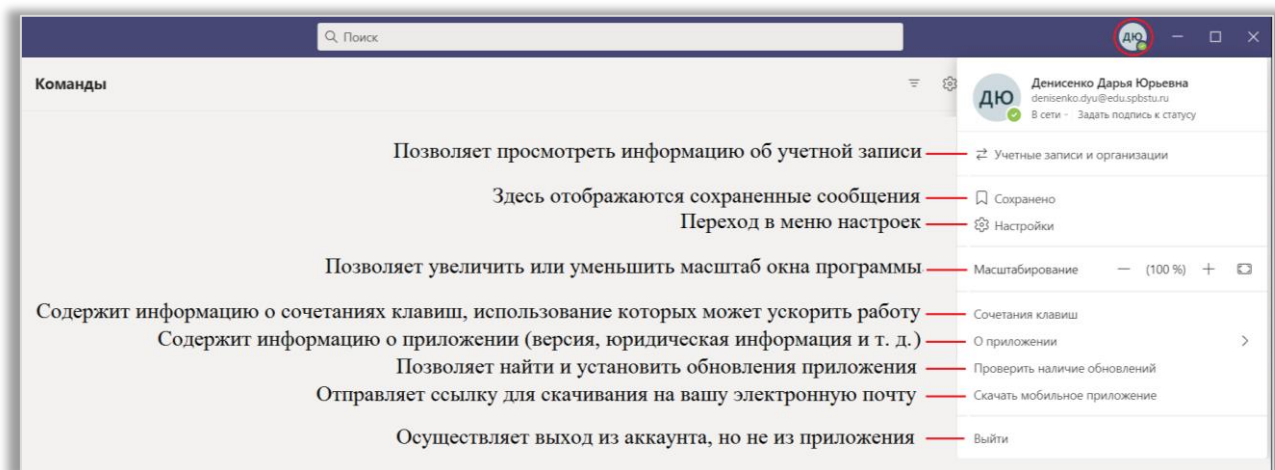 Поиск
ДЮ
Команды
ДЮ
Денисенко Дарья Юрьевна
denisenko.dyu@edu.spbstu.ru
В сети - Задать подпись к статусу
Позволяет просмотреть информацию об учетной записи
Учетные записи и организации
Здесь отображаются сохраненные сообщения
Сохранено
Переход в меню настроек
Настройки
Позволяет увеличить или уменьшить масштаб окна программы
Масштабирование — (100 %) +
Содержит информацию о сочетаниях клавиш, использование которых может ускорить работу
Сочетания клавиш
Содержит информацию о приложении (версия, юридическая информация и т. д.)
О приложении
Позволяет найти и установить обновления приложения
Проверить наличие обновлений
Отправляет ссылку для скачивания на вашу электронную почту
Скачать мобильное приложение
Осуществляет выход из аккаунта, но не из приложения
Выйти